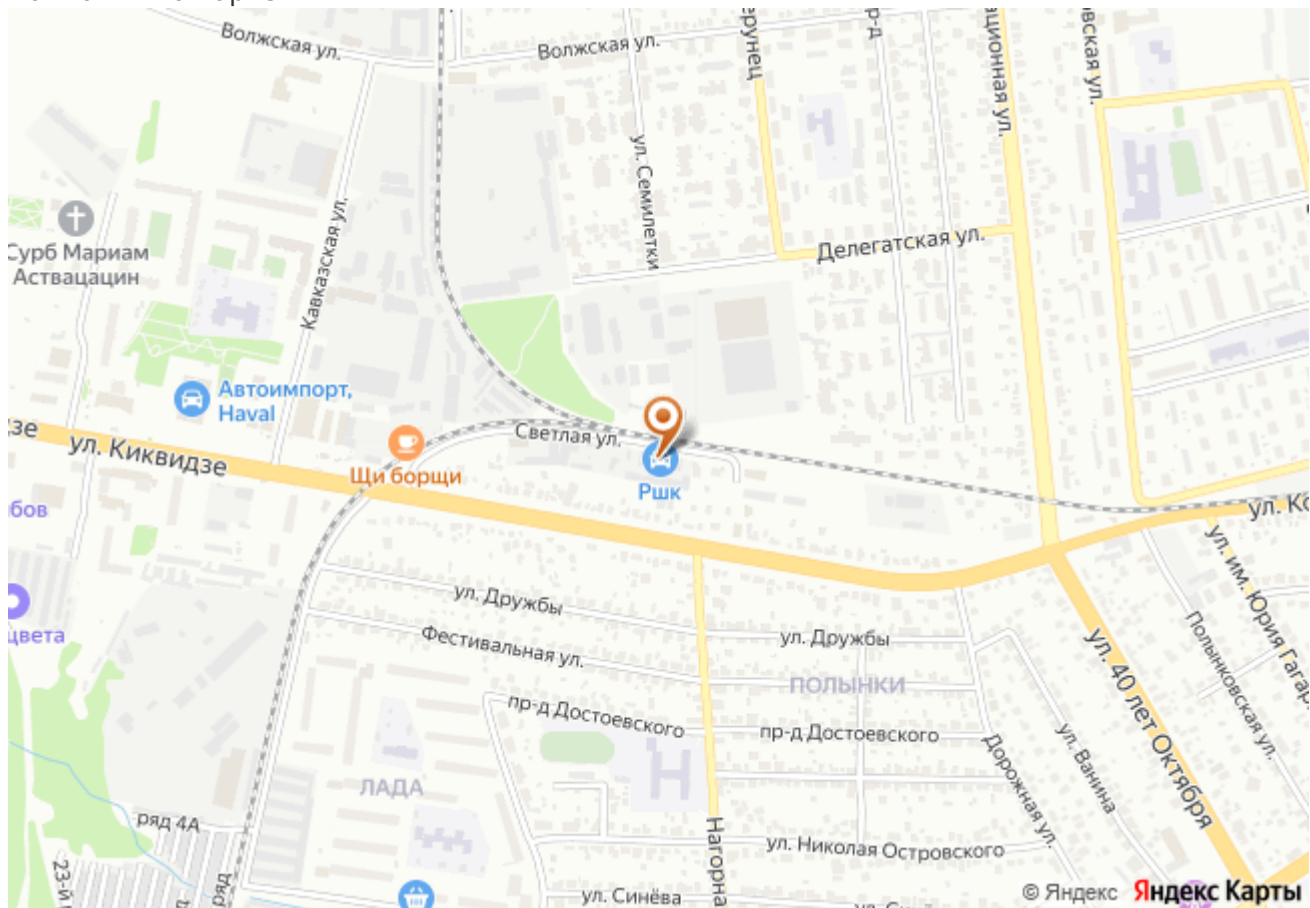 Волжская ул.
Волжская ул.
ул. Семилетки
Кавказская ул.
Делегатская ул.
Сурб Мариам
Аствацацин
Автоимпорт,
Haval
Светлая ул.
ул. Киквидзе
Щи борщи
Ршк
ул. Дружбы
ул. Дружбы
Фестивальная ул.
ПОЛЫНКИ
пр-д Достоевского
пр-д Достоевского
ул. 40 лет Октября
Полынковская ул.
ул. Ванина
Дорожная ул.
ЛАДА
ряд 4А
ул. Николая Островского
ул. Синёва
© Яндекс Яндекс Карты